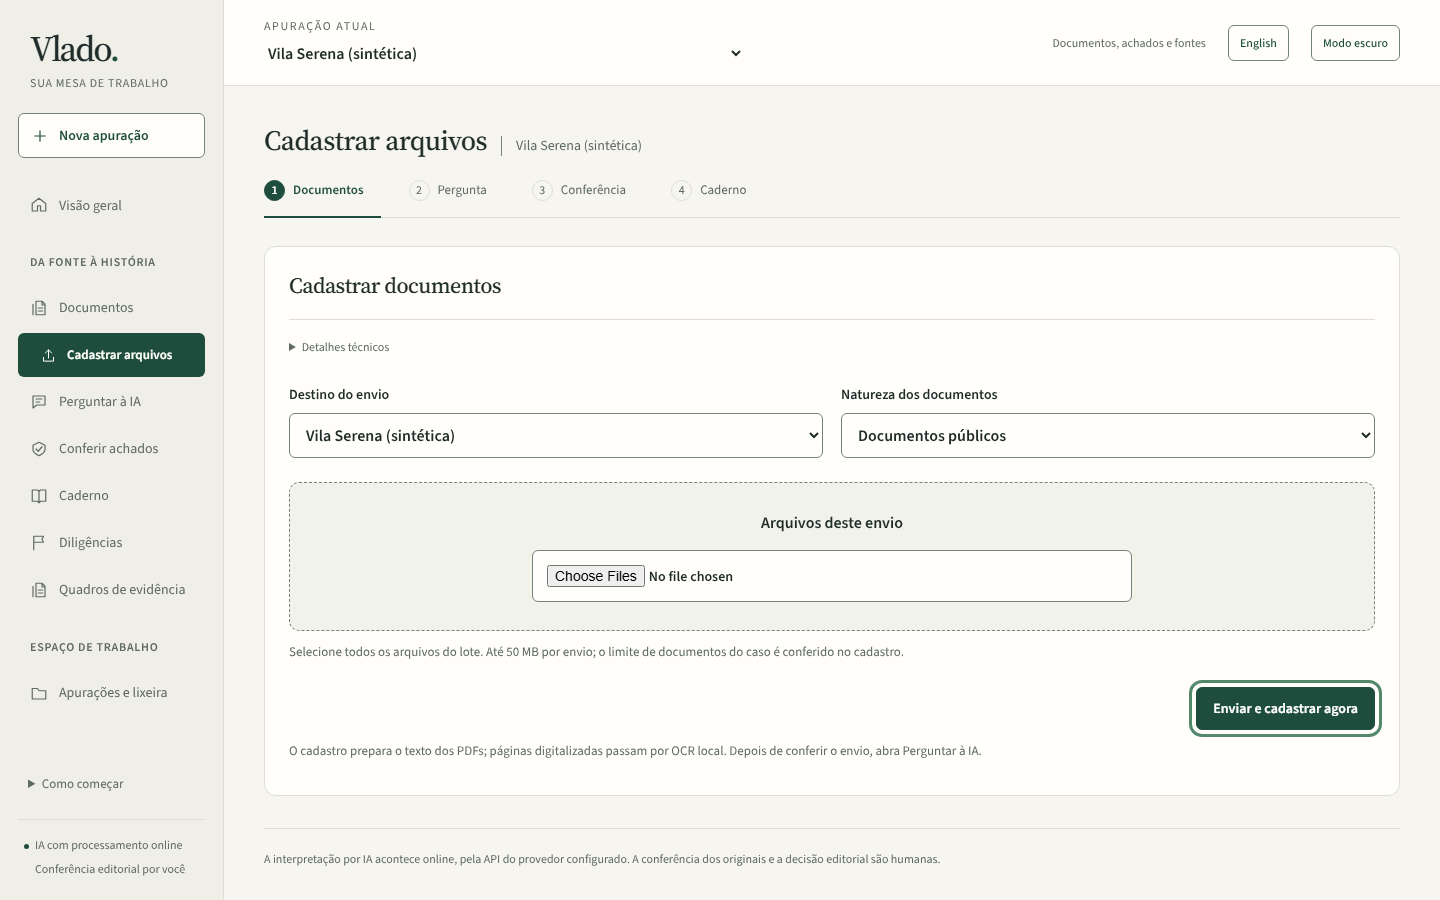 Vlado.
SUA MESA DE TRABALHO
Nova apuração
Visão geral
DA FONTE À HISTÓRIA
Documentos
Cadastrar arquivos
Perguntar à IA
Conferir achados
Caderno
Diligências
Quadros de evidência
ESPAÇO DE TRABALHO
Apurações e lixeira
Como começar
IA com processamento online
Conferência editorial por você
APURAÇÃO ATUAL
Vila Serena (sintética)
Documentos, achados e fontes
English
Modo escuro
Cadastrar arquivos
Vila Serena (sintética)
1 Documentos
2 Pergunta
3 Conferência
4 Caderno
Cadastrar documentos
Detalhes técnicos
Destino do envio
Vila Serena (sintética)
Natureza dos documentos
Documentos públicos
Arquivos deste envio
Choose Files No file chosen
Selecione todos os arquivos do lote. Até 50 MB por envio; o limite de documentos do caso é conferido no cadastro.
Enviar e cadastrar agora
O cadastro prepara o texto dos PDFs; páginas digitalizadas passam por OCR local. Depois de conferir o envio, abra Perguntar à IA.
A interpretação por IA acontece online, pela API do provedor configurado. A conferência dos originais e a decisão editorial são humanas.